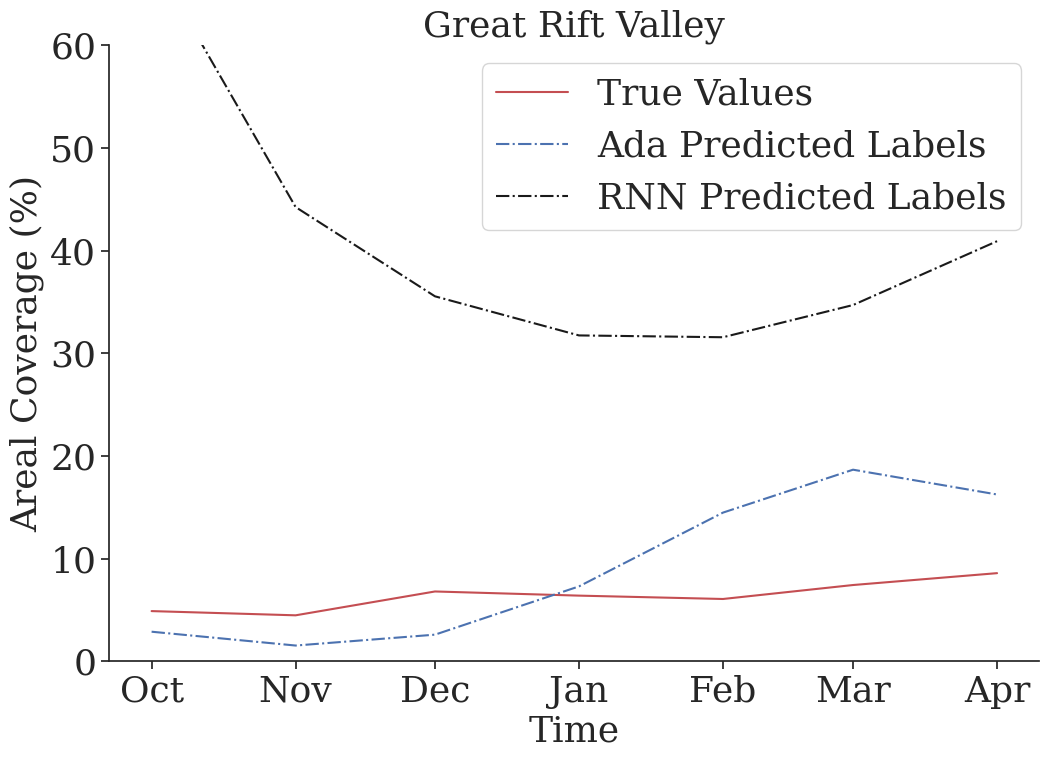 Great Rift Valley
60
50
40
30
20
10
0
Areal Coverage (%)
True Values
Ada Predicted Labels
RNN Predicted Labels
Oct Nov Dec Jan Feb Mar Apr
Time